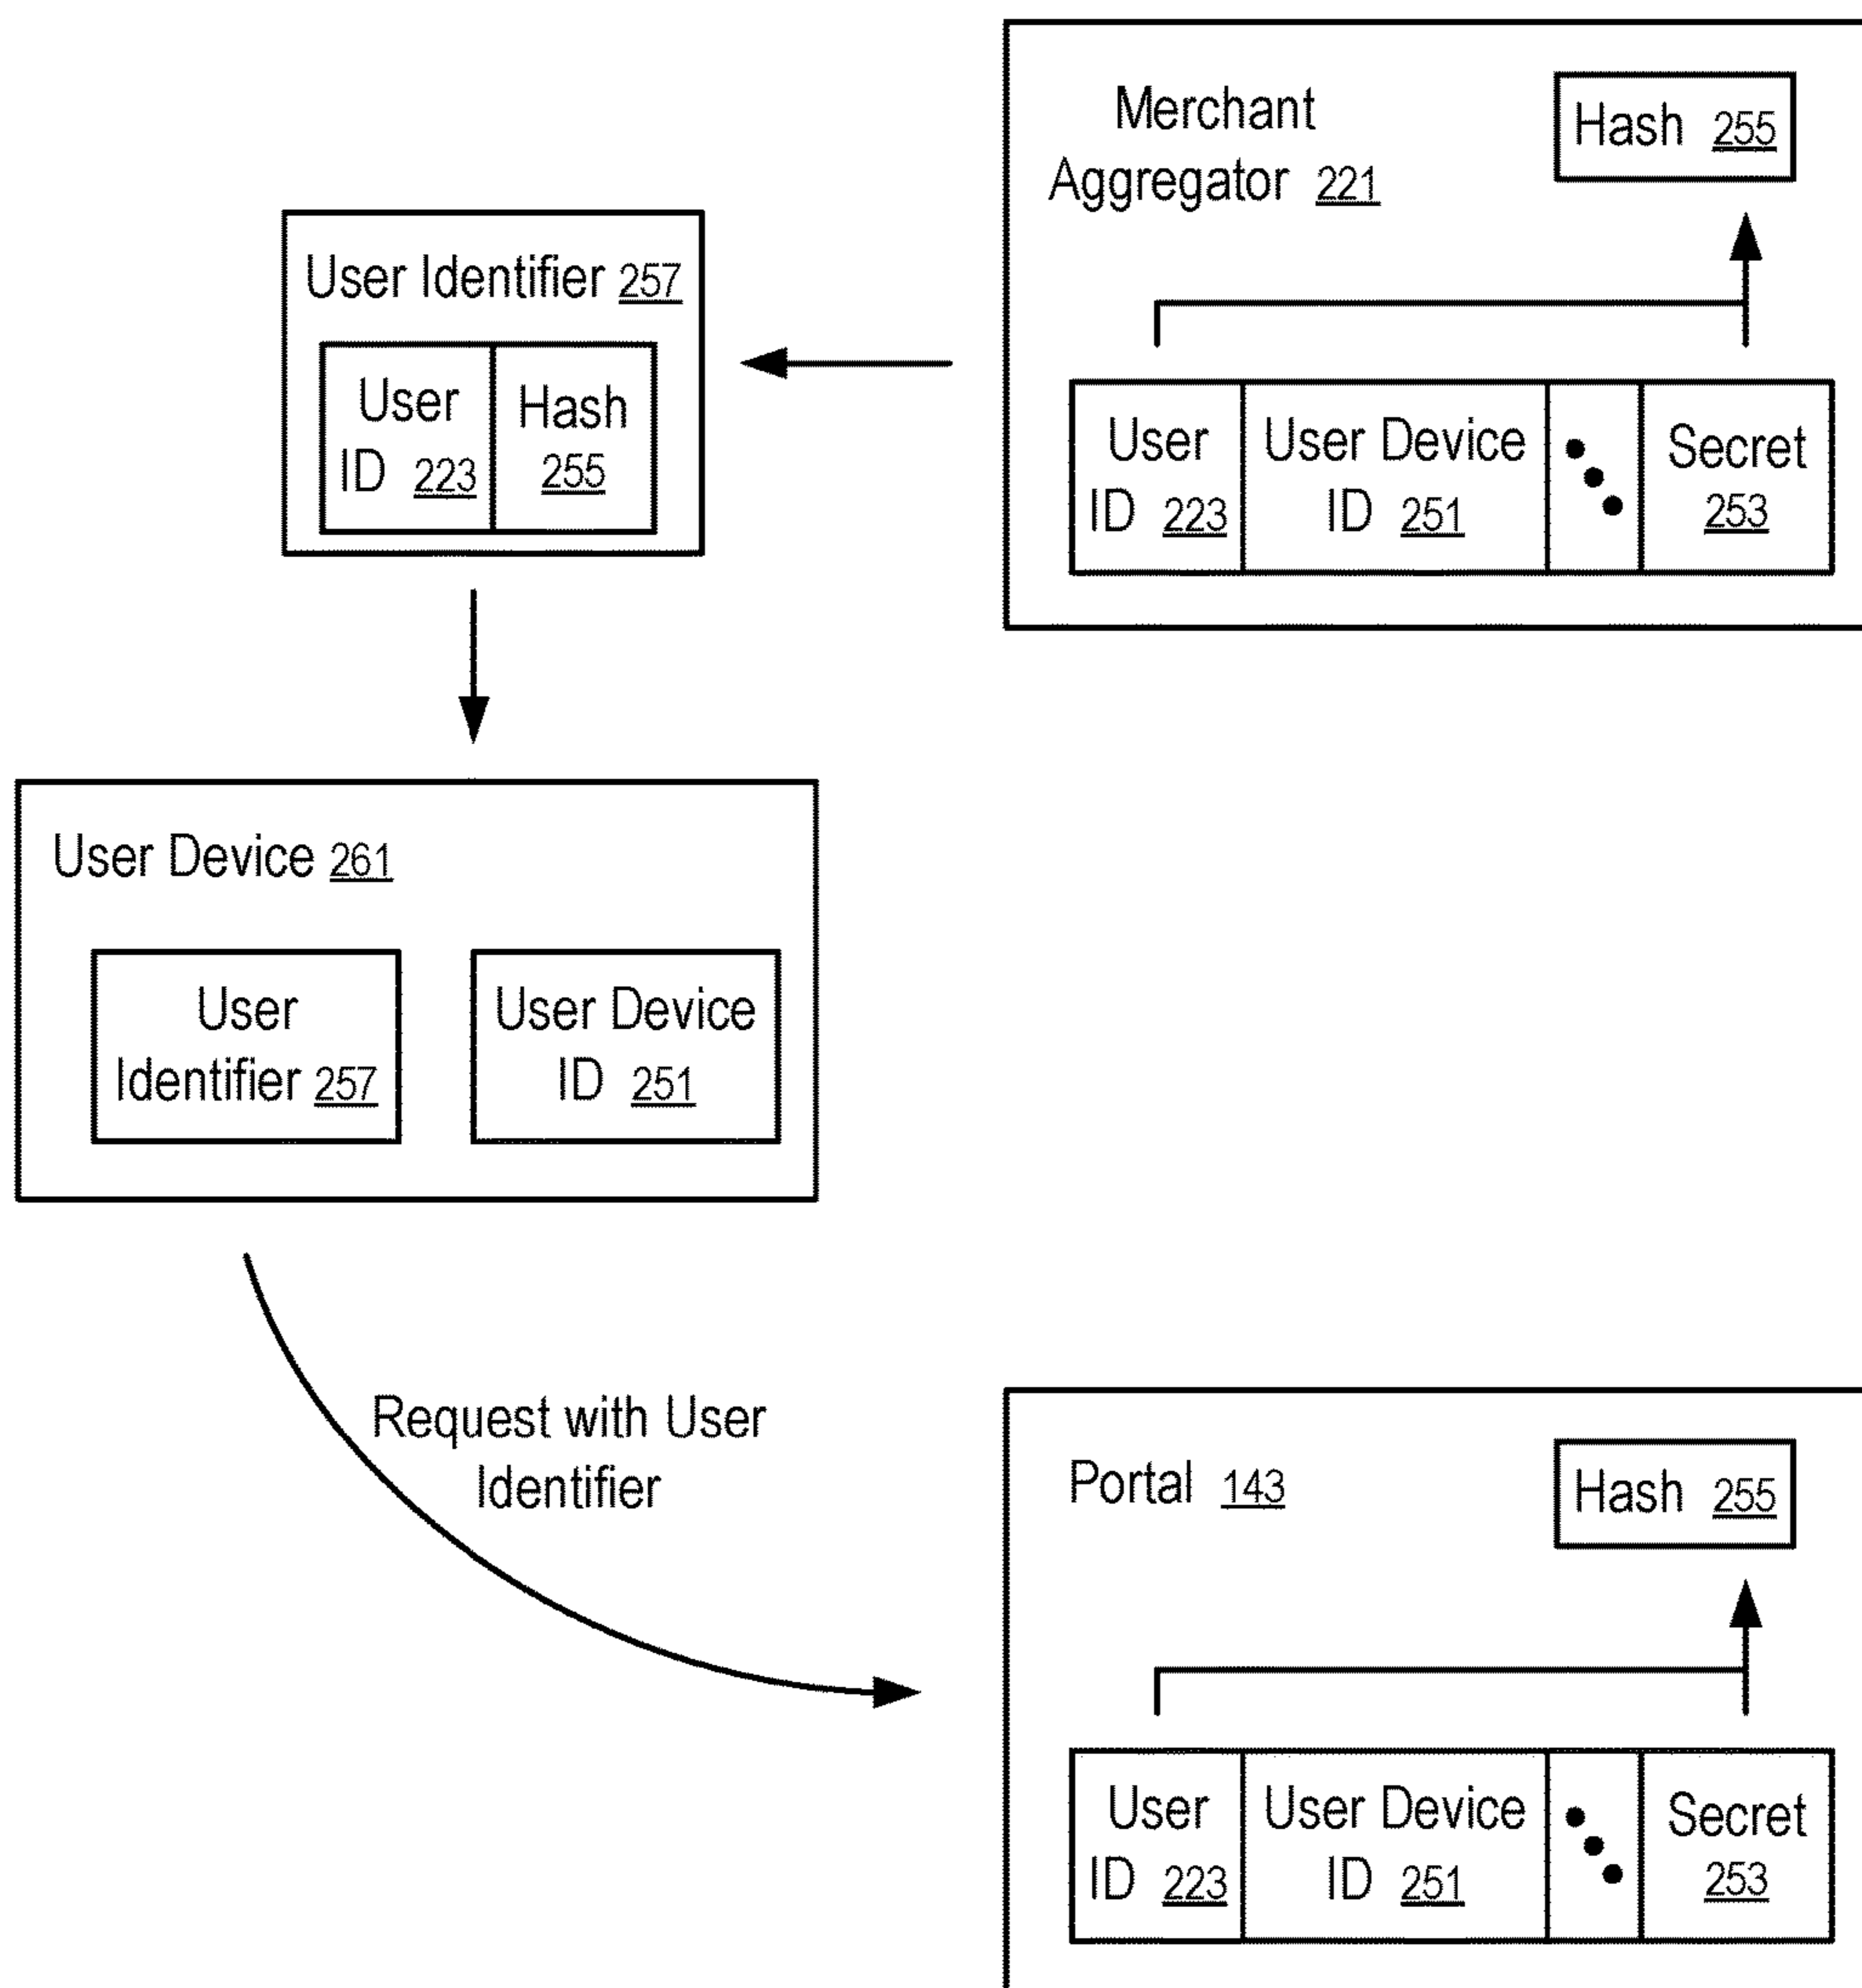 Merchant
Aggregator 221
Hash 255
User
ID 223
User Device
ID 251
Secret
253
User Identifier 257
User
ID 223
Hash
255
User Device 261
User
Identifier 257
User Device
ID 251
Request with User
Identifier
Portal 143
Hash 255
User
ID 223
User Device
ID 251
Secret
253